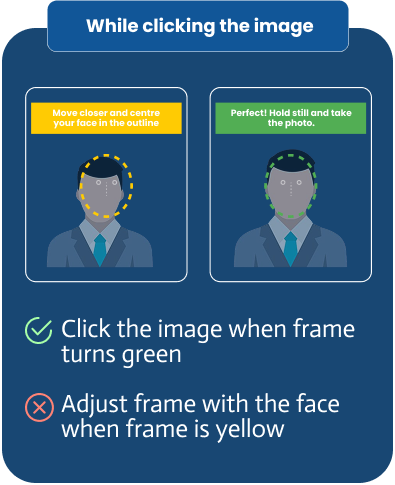 While clicking the image
Move closer and centre
your face in the outline
Perfect! Hold still and take
the photo.
Click the image when frame
turns green
Adjust frame with the face
when frame is yellow